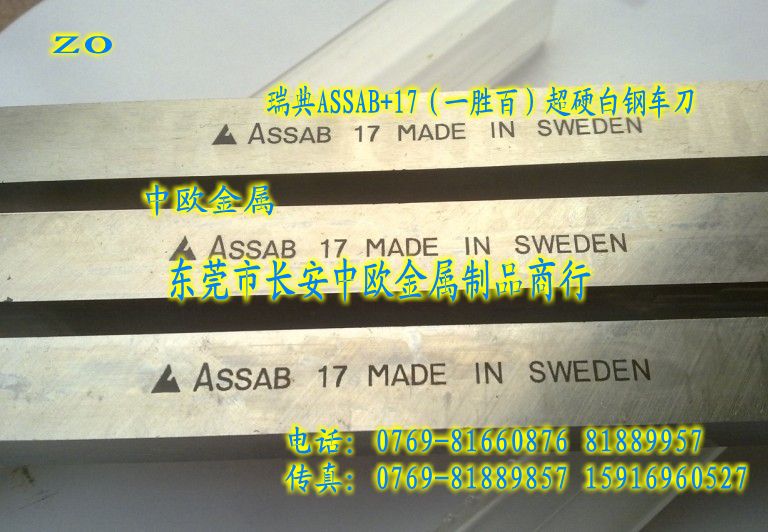 ZO
瑞典ASSAB+17（一胜百）超硬白钢车刀
ASSAB 17 MADE IN SWEDEN
中欧金属
ASSAB 17 MADE IN SWEDEN
东莞市长安中欧金属制品商行
ASSAB 17 MADE IN SWEDEN
电话: 0769-81660876 81889957
传真: 0769-81889857 15916960527